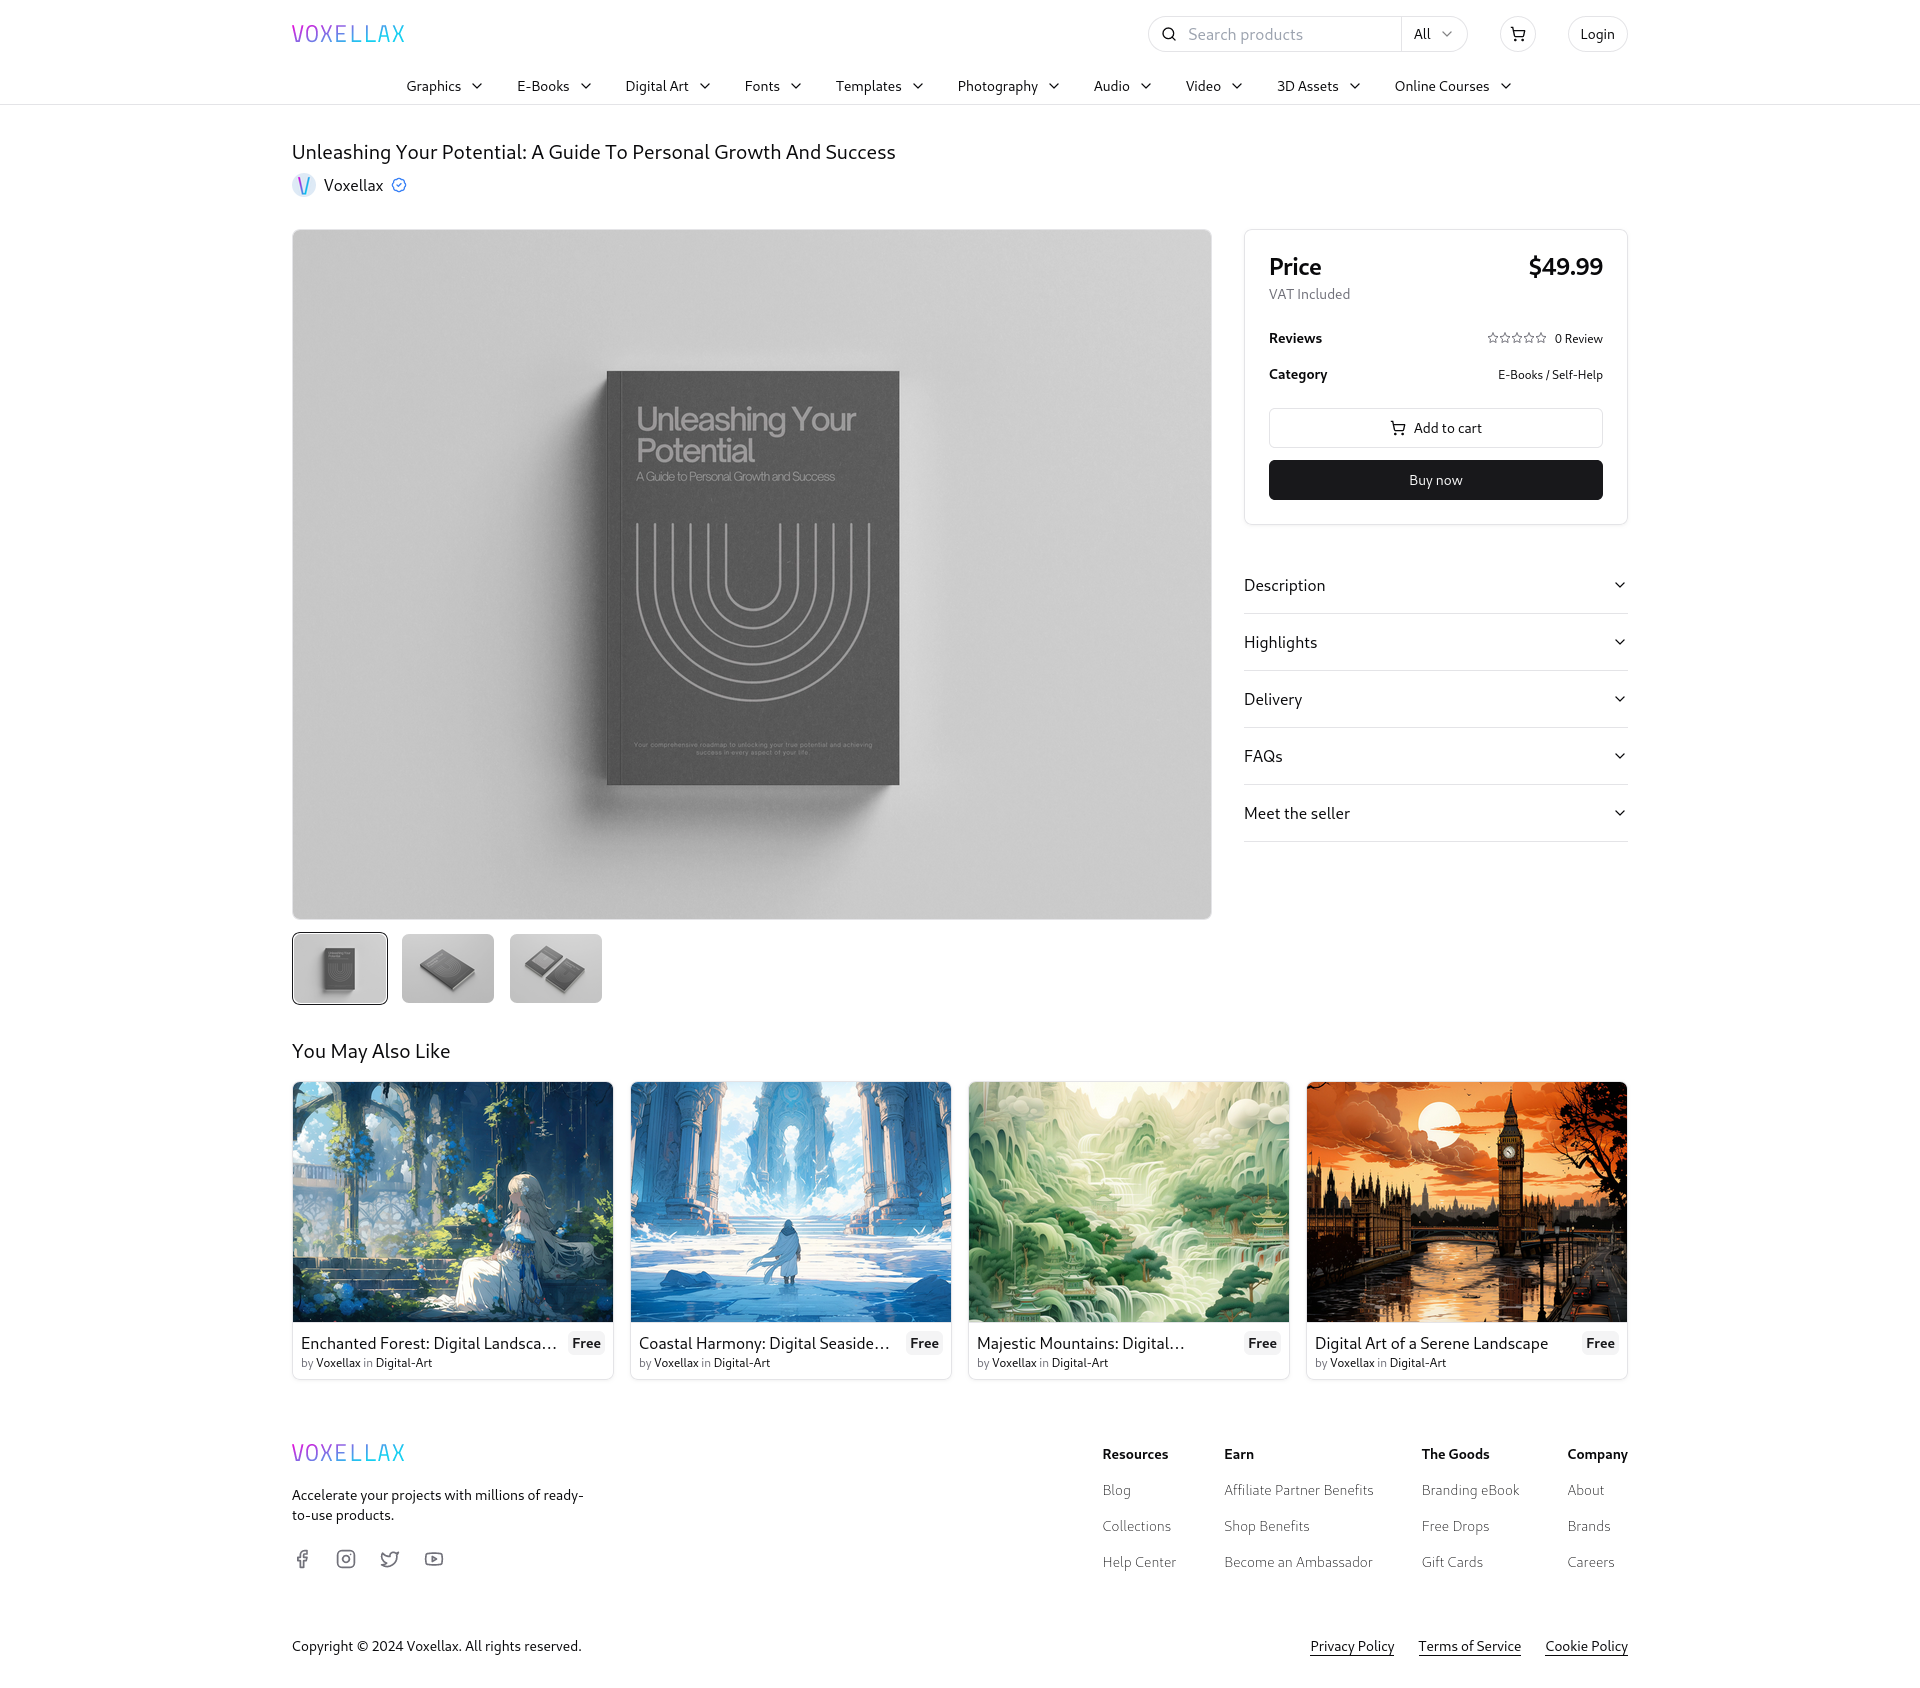 VOXELLAX
Search products
All
Login
Graphics
E-Books
Digital Art
Fonts
Templates
Photography
Audio
Video
3D Assets
Online Courses
Unleashing Your Potential: A Guide To Personal Growth And Success
Voxellax
Unleashing Your
Potential
A Guide to Personal Growth and Success
Your comprehensive roadmap to unlocking your true potential and achieving
success in every aspect of your life.
Price $49.99
VAT Included
Reviews 0 Review
Category E-Books / Self-Help
Add to cart
Buy now
Description
Highlights
Delivery
FAQs
Meet the seller
You May Also Like
Enchanted Forest: Digital Landsca... Free
by Voxellax in Digital-Art
Coastal Harmony: Digital Seaside... Free
by Voxellax in Digital-Art
Majestic Mountains: Digital... Free
by Voxellax in Digital-Art
Digital Art of a Serene Landscape Free
by Voxellax in Digital-Art
VOXELLAX
Accelerate your projects with millions of ready-
to-use products.
Resources
Blog
Collections
Help Center
Earn
Affiliate Partner Benefits
Shop Benefits
Become an Ambassador
The Goods
Branding eBook
Free Drops
Gift Cards
Company
About
Brands
Careers
Copyright © 2024 Voxellax. All rights reserved.
Privacy Policy
Terms of Service
Cookie Policy